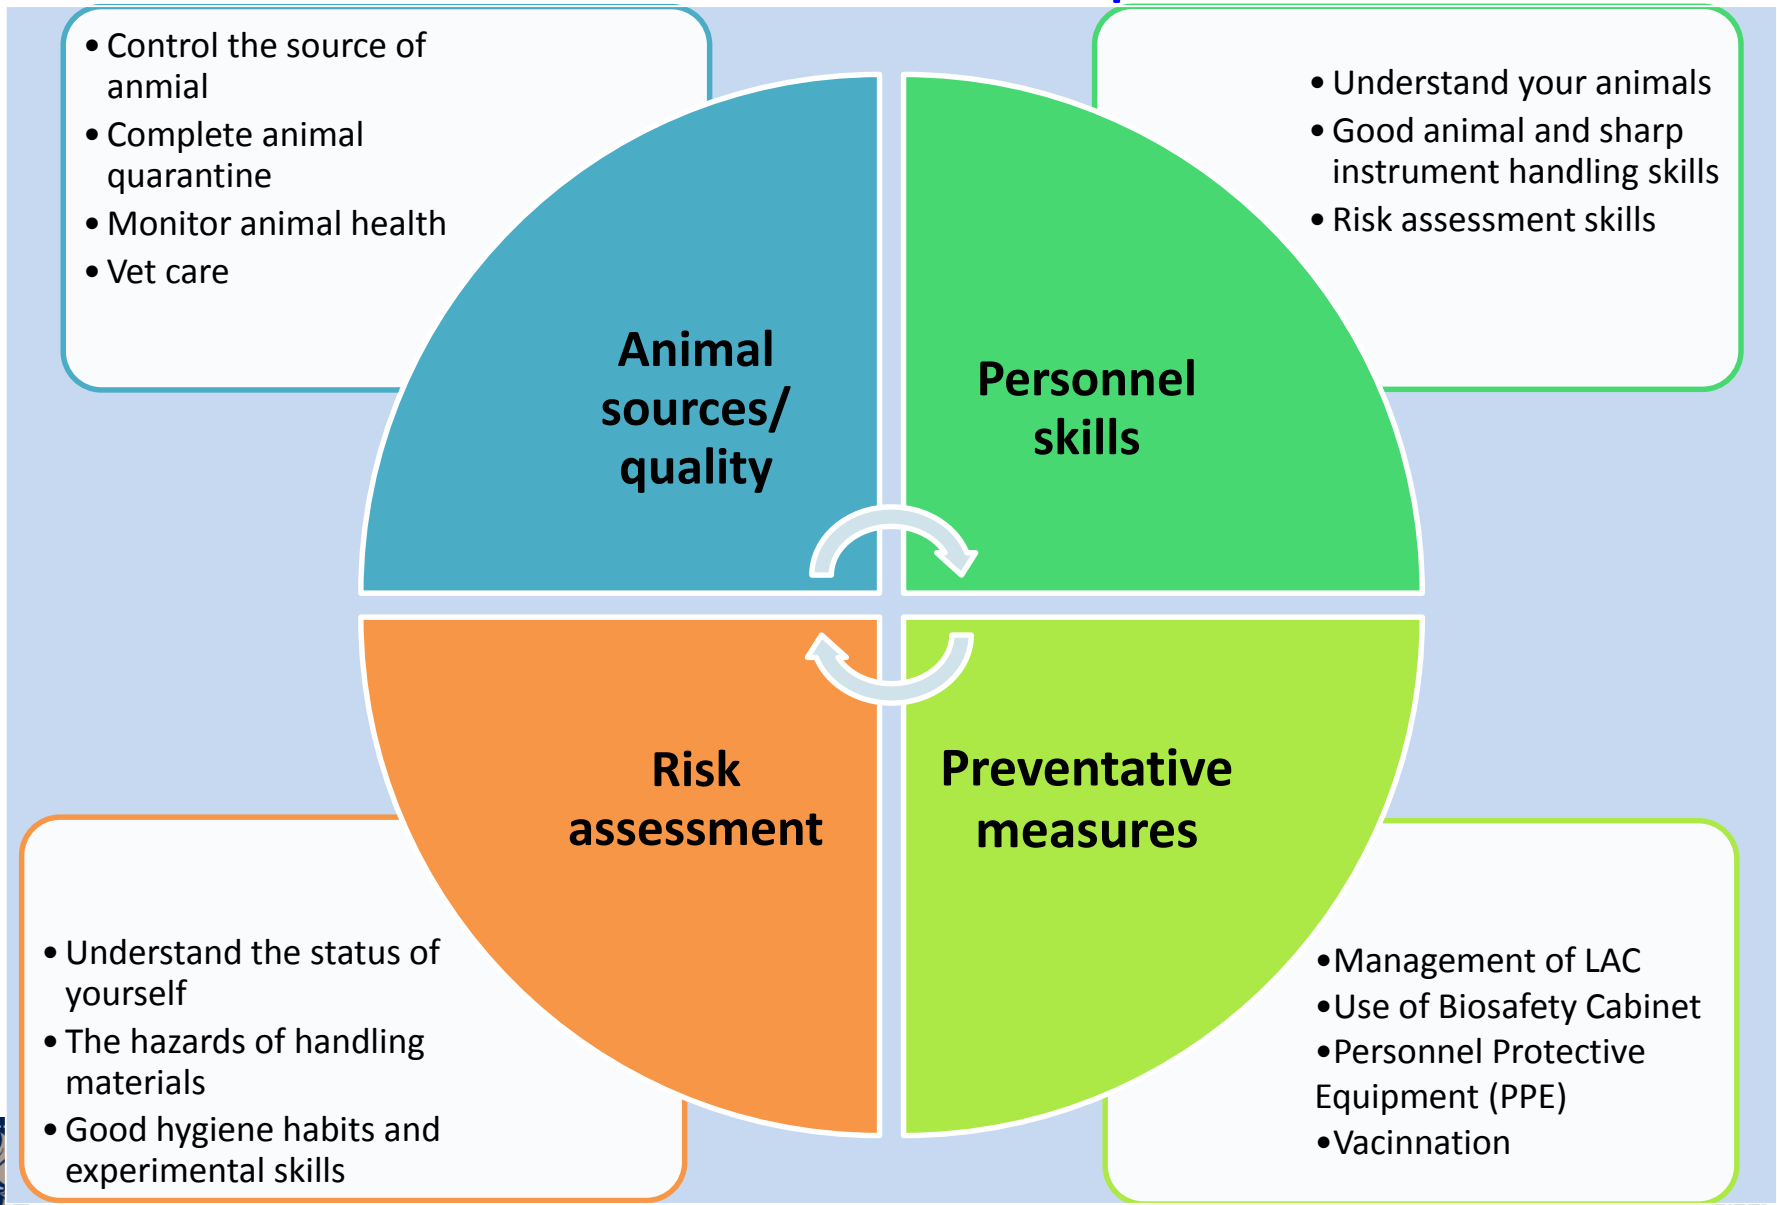 • Control the source of
anmial
• Complete animal
quarantine
• Monitor animal health
• Vet care
• Understand your animals
• Good animal and sharp
instrument handling skills
• Risk assessment skills
Animal
sources/
quality
Personnel
skills
Risk
assessment
Preventative
measures
• Understand the status of
yourself
• The hazards of handling
materials
• Good hygiene habits and
experimental skills
•Management of LAC
•Use of Biosafety Cabinet
•Personnel Protective
Equipment (PPE)
•Vacinnation